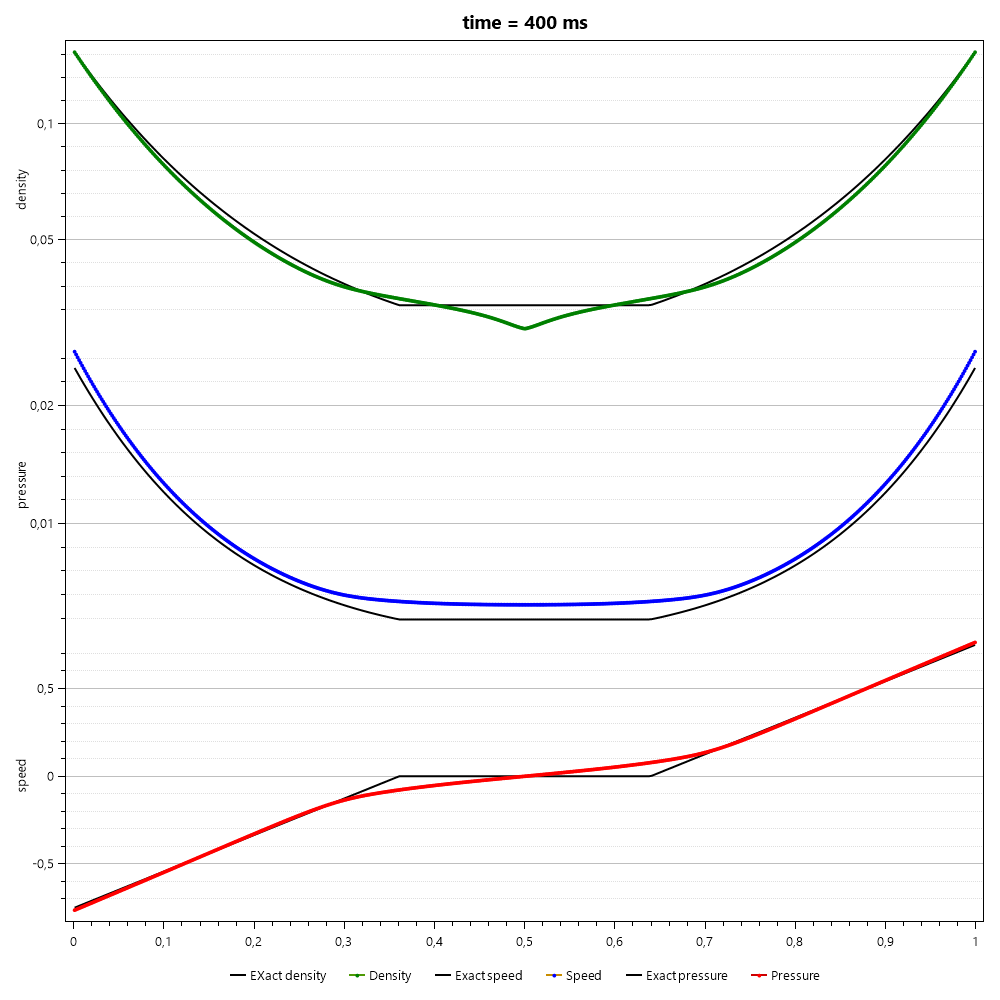 time = 400 ms
0,1
density
0,05
0,02
pressure
0,01
0,5
speed
0
-0,5
0 0,1 0,2 0,3 0,4 0,5 0,6 0,7 0,8 0,9 1
EXact density Density Exact speed Speed Exact pressure Pressure